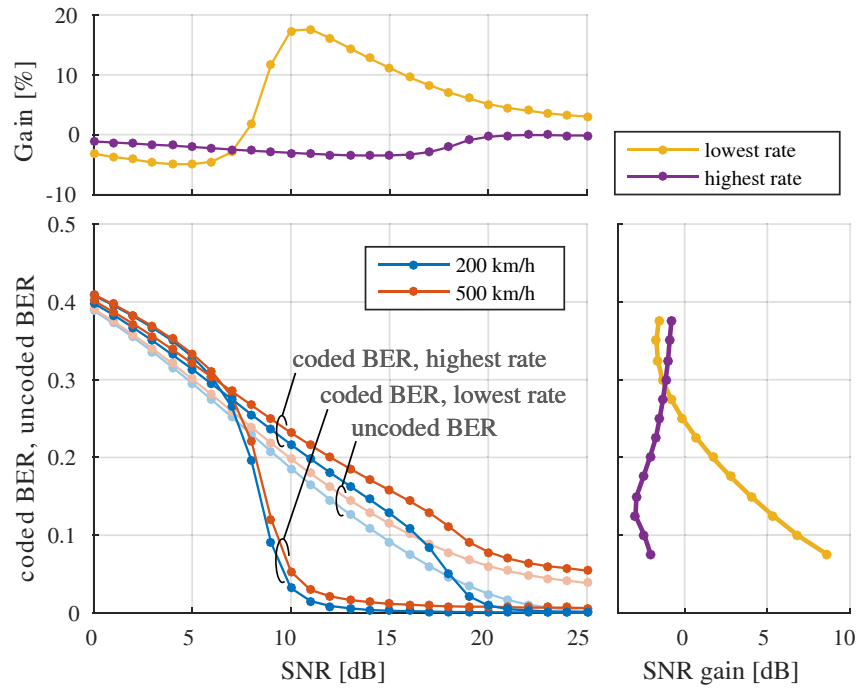 20
10
0
-10
Gain [%]
lowest rate
highest rate
0.5
0.4
0.3
0.2
0.1
0
coded BER, uncoded BER
200 km/h
500 km/h
coded BER, highest rate
coded BER, lowest rate
uncoded BER
0 5 10 15 20 25
SNR [dB]
0 5 10
SNR gain [dB]